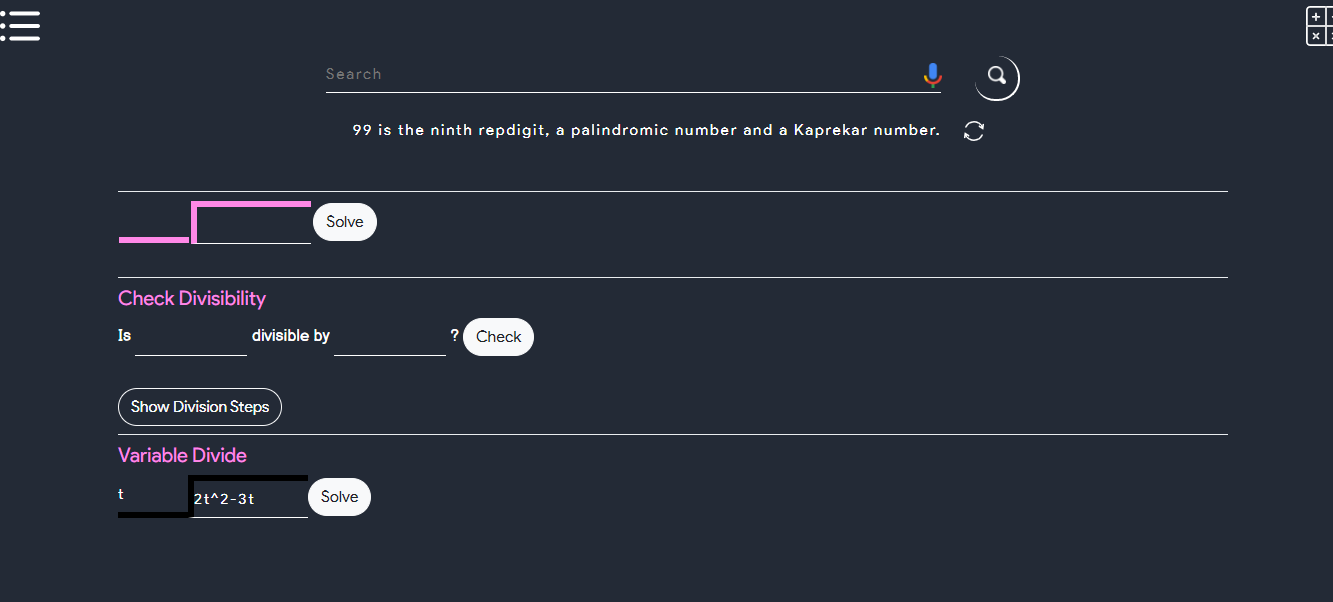 Search
99 is the ninth repdigit, a palindromic number and a Kaprekar number.
Solve
Check Divisibility
Is divisible by ? Check
Show Division Steps
Variable Divide
t 2t^2-3t Solve